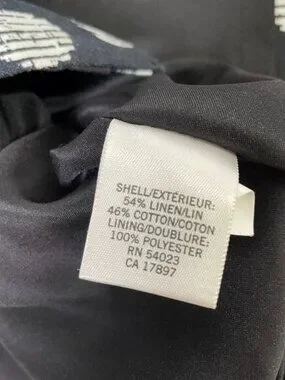 SHELL/EXTÉRIEUR:
54% LINEN/LIN
46% COTTON/COTON
LINING/DOUBLURE:
100% POLYESTER
RN 54023
CA 17897